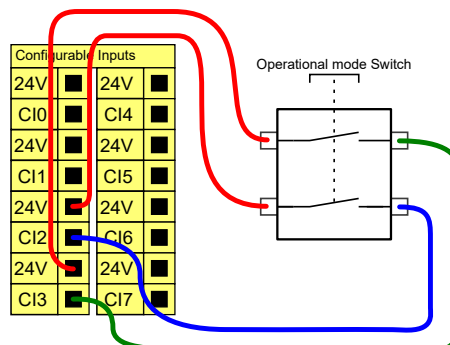 Configurable Inputs
Operational mode Switch
24V 24V
CI0 CI4
24V 24V
CI1 CI5
24V 24V
CI2 CI6
24V 24V
CI3 CI7